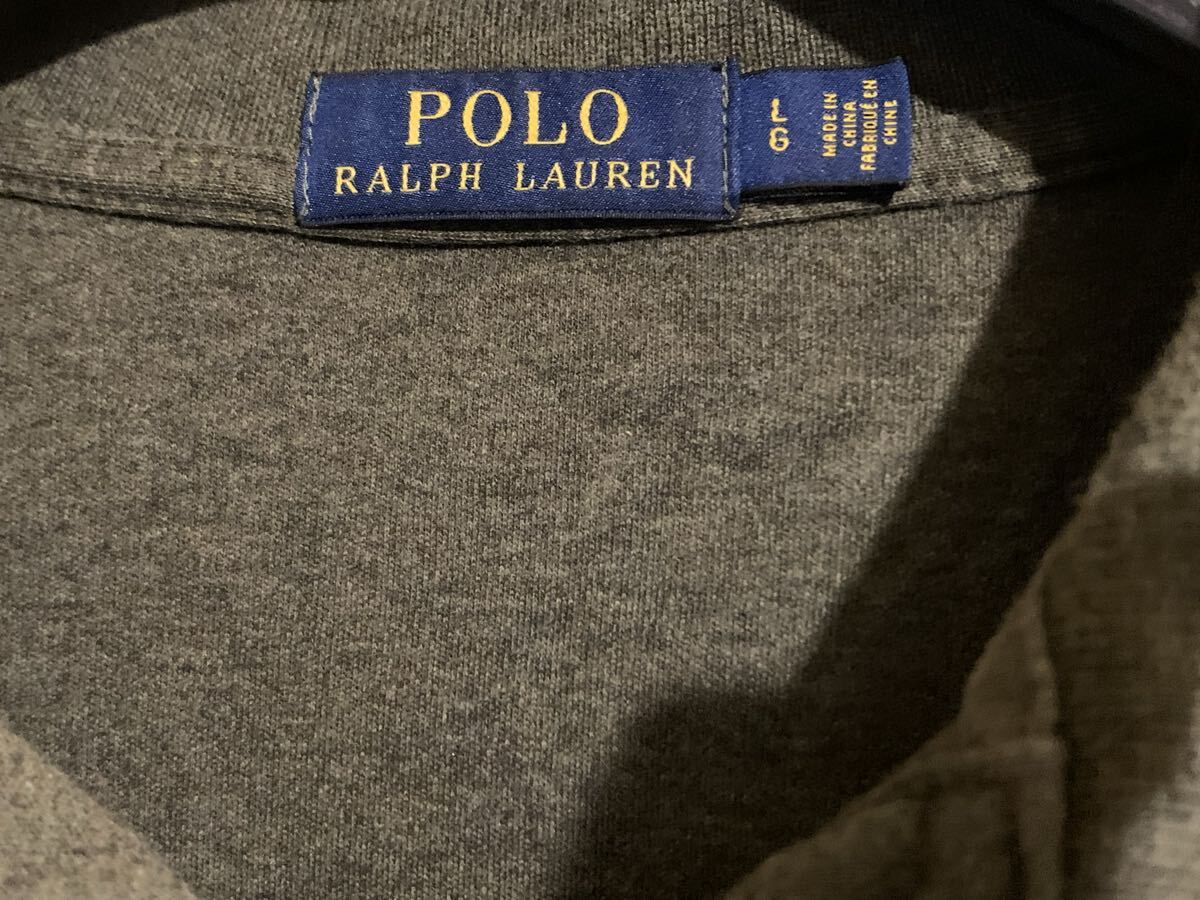 POLO
RALPH LAUREN
L
G
MADE IN
CHINA
FABRIQUÉ EN
CHINE